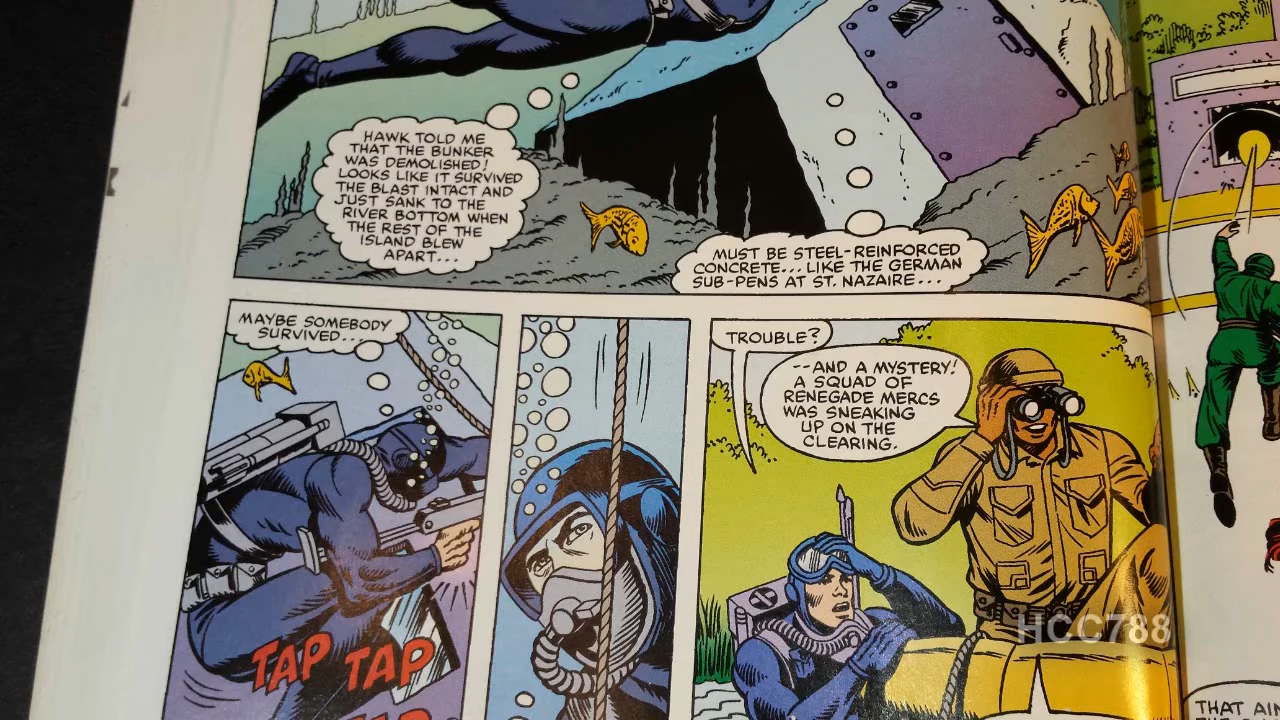 HAWK TOLD ME
THAT THE BUNKER
WAS DEMOLISHED!
LOOKS LIKE IT SURVIVED
THE BLAST INTACT AND
JUST SANK TO THE
RIVER BOTTOM WHEN
THE REST OF THE
ISLAND BLEW
APART...
MUST BE STEEL-REINFORCED
CONCRETE... LIKE THE GERMAN
SUB-PENS AT ST. NAZAIRE...
MAYBE SOMEBODY
SURVIVED...
TAP TAP
TAP
TROUBLE?
--AND A MYSTERY!
A SQUAD OF
RENEGADE MERCS
WAS SNEAKING
UP ON THE
CLEARING.
HCC788
THAT